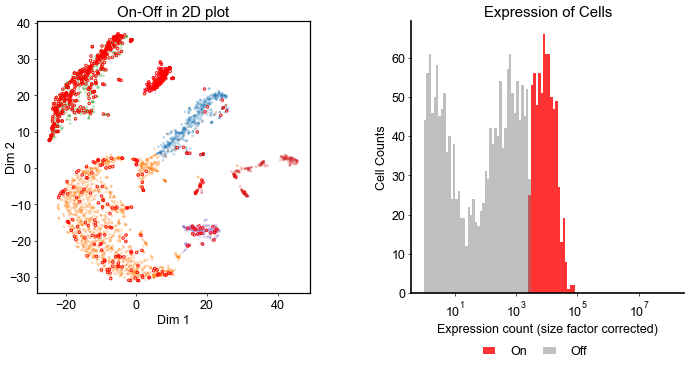 On-Off in 2D plot
40
30
20
10
0
−10
−20
−30
Dim 2
−20 0 20 40
Dim 1
Expression of Cells
60
50
40
30
20
10
0
Cell Counts
10^1 10^3 10^5 10^7
Expression count (size factor corrected)
On Off